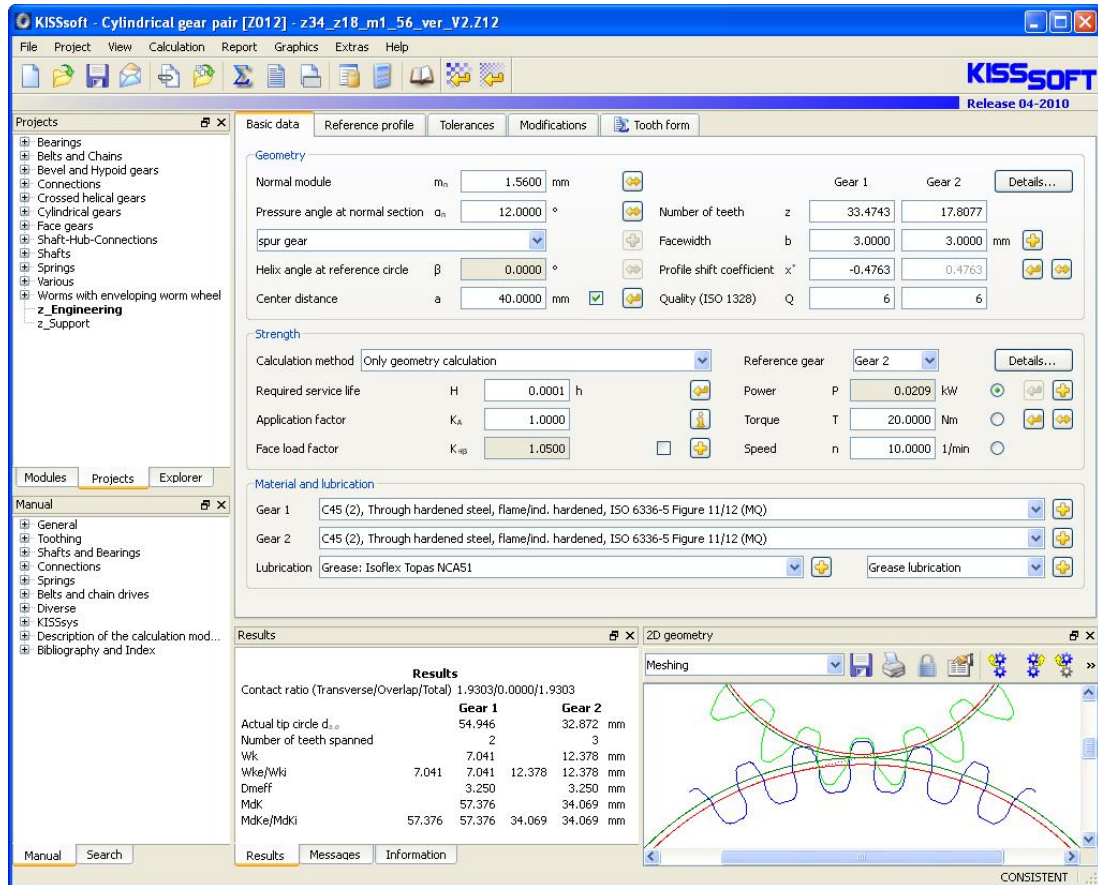 KISSsoft - Cylindrical gear pair [Z012] - z34_z18_m1_56_ver_V2.Z12
File Project View Calculation Report Graphics Extras Help
KISSSOFT
Release 04-2010
Projects
Bearings
Belts and Chains
Bevel and Hypoid gears
Connections
Crossed helical gears
Cylindrical gears
Face gears
Shaft-Hub-Connections
Shafts
Springs
Various
Worms with enveloping worm wheel
z_Engineering
z_Support
Modules Projects Explorer
Manual
General
Toothing
Shafts and Bearings
Connections
Springs
Belts and chain drives
Diverse
KISSsys
Description of the calculation mod...
Bibliography and Index
Manual Search
Basic data Reference profile Tolerances Modifications Tooth form
Geometry
Normal module mn 1.5600 mm Gear 1 Gear 2 Details...
Pressure angle at normal section αn 12.0000 ° Number of teeth z 33.4743 17.8077
spur gear Facewidth b 3.0000 3.0000 mm
Helix angle at reference circle β 0.0000 ° Profile shift coefficient x* -0.4763 0.4763
Center distance a 40.0000 mm Quality (ISO 1328) Q 6 6
Strength
Calculation method Only geometry calculation Reference gear Gear 2 Details...
Required service life H 0.0001 h Power P 0.0209 kW
Application factor KA 1.0000 Torque T 20.0000 Nm
Face load factor KHβ 1.0500 Speed n 10.0000 1/min
Material and lubrication
Gear 1 C45 (2), Through hardened steel, flame/ind. hardened, ISO 6336-5 Figure 11/12 (MQ)
Gear 2 C45 (2), Through hardened steel, flame/ind. hardened, ISO 6336-5 Figure 11/12 (MQ)
Lubrication Grease: Isoflex Topas NCA51 Grease lubrication
Results
Results
Contact ratio (Transverse/Overlap/Total) 1.9303/0.0000/1.9303
Gear 1 Gear 2
Actual tip circle d 54.946 32.872 mm
Number of teeth spanned 2 3
Wk 7.041 12.378 mm
Wke/Wki 7.041 7.041 12.378 12.378 mm
Dmeff 3.250 3.250 mm
MdK 57.376 34.069 mm
MdKe/MdKi 57.376 57.376 34.069 34.069 mm
Results Messages Information
2D geometry
Meshing
CONSISTENT